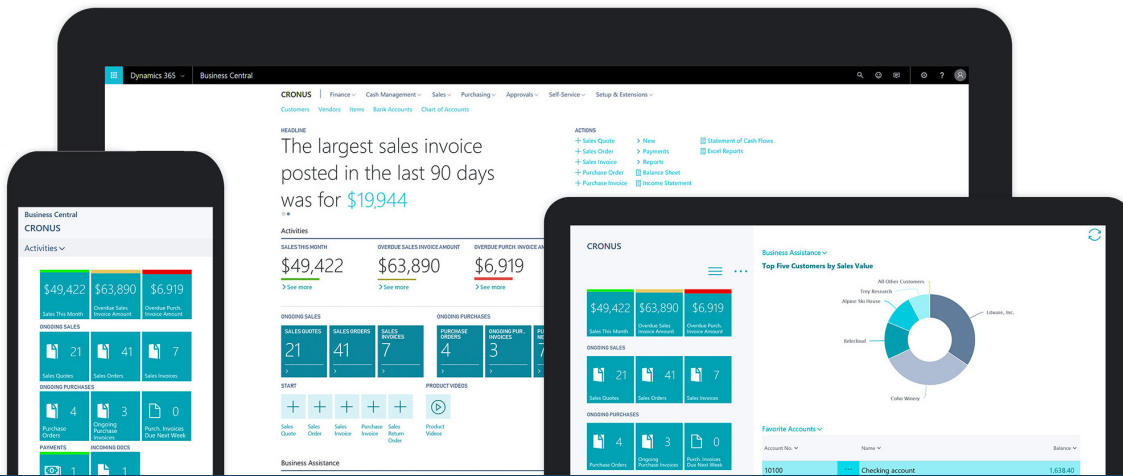 Dynamics 365
Business Central
CRONUS
Finance
Cash Management
Sales
Purchasing
Approvals
Self-Service
Setup & Extensions
Customers
Vendors
Items
Bank Accounts
Chart of Accounts
HEADLINE
The largest sales invoice
posted in the last 90 days
was for $19,944
ACTIONS
+ Sales Quote
+ Sales Order
+ Sales Invoice
+ Purchase Order
+ Purchase Invoice
> New
> Payments
> Reports
Balance Sheet
Income Statement
Statement of Cash Flows
Excel Reports
Activities
SALES THIS MONTH
$49,422
> See more
OVERDUE SALES INVOICE AMOUNT
$63,890
> See more
OVERDUE PURCH. INVOICE AM
$6,919
> See more
ONGOING SALES
SALES QUOTES
21
SALES ORDERS
41
SALES
INVOICES
7
ONGOING PURCHASES
PURCHASE
ORDERS
4
ONGOING PUR...
INVOICES
3
START
Sales
Quote
Sales
Order
Sales
Invoice
Purchase
Invoice
Sales
Return
Order
PRODUCT VIDEOS
Product
Videos
Business Assistance
Business Central
CRONUS
Activities
$49,422
Sales This Month
$63,890
Overdue Sales
Invoice Amount
$6,919
Overdue Purch.
Invoice Amount
ONGOING SALES
21
Sales Quotes
41
Sales Orders
7
Sales Invoices
ONGOING PURCHASES
4
Purchase
Orders
3
Ongoing
Purchase
Invoices
0
Purch. Invoices
Due Next Week
PAYMENTS
INCOMING DOCS
1
1
CRONUS
$49,422
Sales This Month
$63,890
Overdue Sales
Invoice Amount
$6,919
Overdue Purch.
Invoice Amount
ONGOING SALES
21
Sales Quotes
41
Sales Orders
7
Sales Invoices
ONGOING PURCHASES
4
Purchase Orders
3
Ongoing
Purchase Invoices
0
Purch. Invoices
Due Next Week
Business Assistance
Top Five Customers by Sales Value
All Other Customers
Trey Research
Alpine Ski House
Relecloud
Coho Winery
Litware, Inc.
Favorite Accounts
Account No.
Name
Balance
10100
Checking account
1,638.40